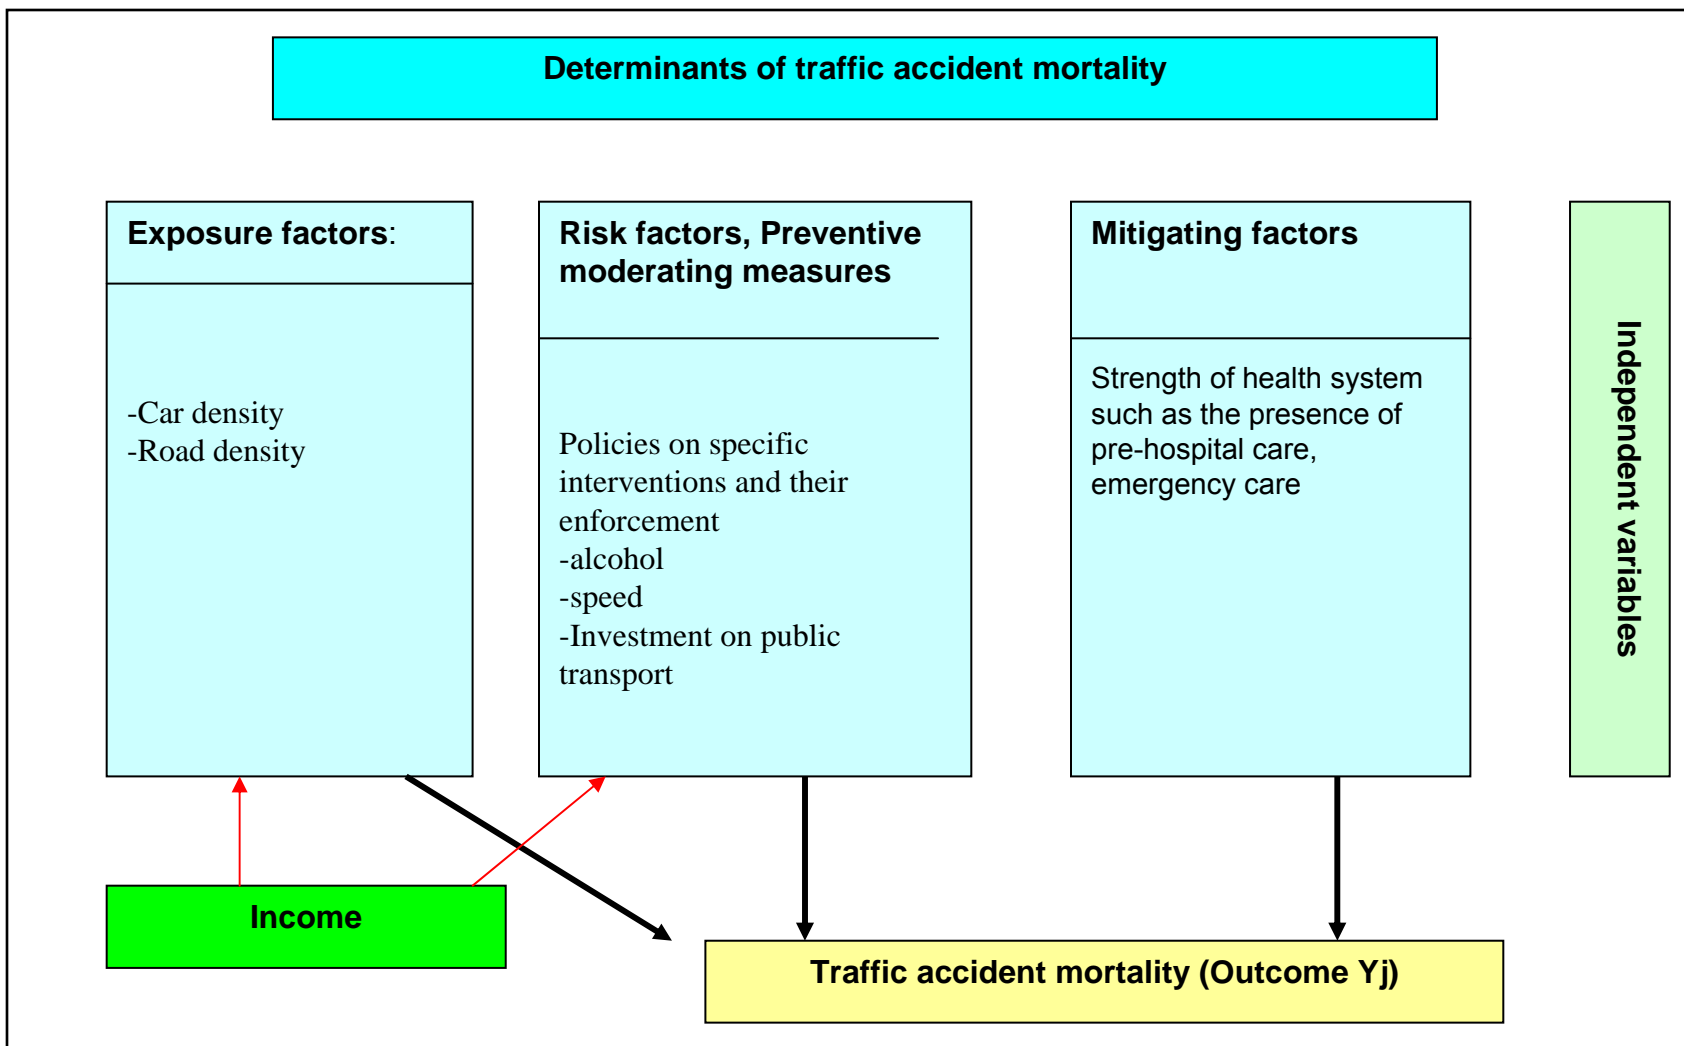 Determinants of traffic accident mortality
Exposure factors:
-Car density
-Road density
Risk factors, Preventive
moderating measures
Policies on specific
interventions and their
enforcement
-alcohol
-speed
-Investment on public
transport
Mitigating factors
Strength of health system
such as the presence of
pre-hospital care,
emergency care
Independent variables
Income
Traffic accident mortality (Outcome Yj)